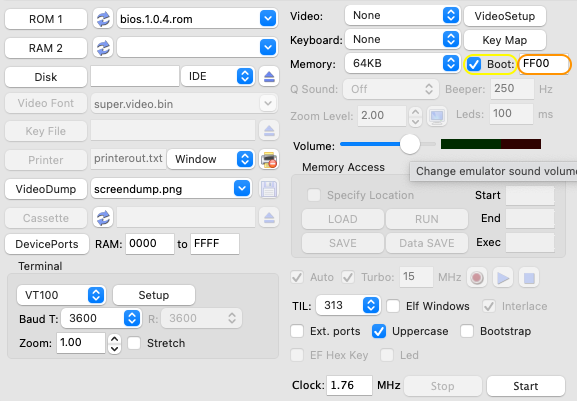 ROM 1 bios.1.0.4.rom
RAM 2
Disk IDE
Video Font super.video.bin
Key File
Printer printerout.txt Window
VideoDump screendump.png
Cassette
DevicePorts RAM: 0000 to FFFF
Terminal
VT100 Setup
Baud T: 3600 R: 3600
Zoom: 1.00 Stretch
Video: None VideoSetup
Keyboard: None Key Map
Memory: 64KB Boot: FF00
Q Sound: Off Beeper: 250 Hz
Zoom Level: 2.00 Leds: 100 ms
Volume:
Change emulator sound volume
Memory Access
Specify Location Start
LOAD RUN End
SAVE Data SAVE Exec
Auto Turbo: 15 MHz
TIL: 313 Elf Windows Interlace
Ext. ports Uppercase Bootstrap
EF Hex Key Led
Clock: 1.76 MHz Stop Start